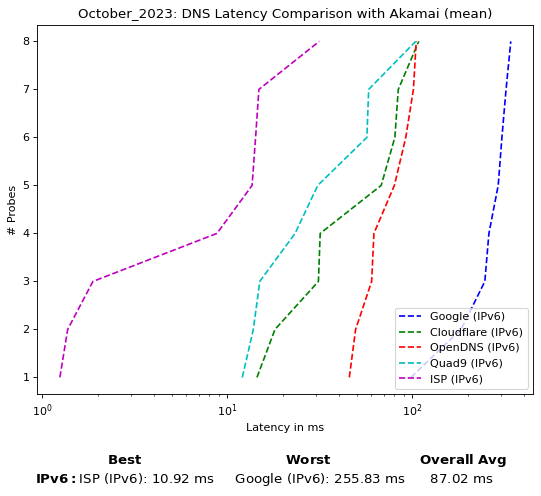 October_2023: DNS Latency Comparison with Akamai (mean)
8
7
6
5
4
3
2
1
# Probes
Google (IPv6)
Cloudflare (IPv6)
OpenDNS (IPv6)
Quad9 (IPv6)
ISP (IPv6)
10⁰ 10¹ 10²
Latency in ms
Best Worst Overall Avg
IPv6: ISP (IPv6): 10.92 ms Google (IPv6): 255.83 ms 87.02 ms